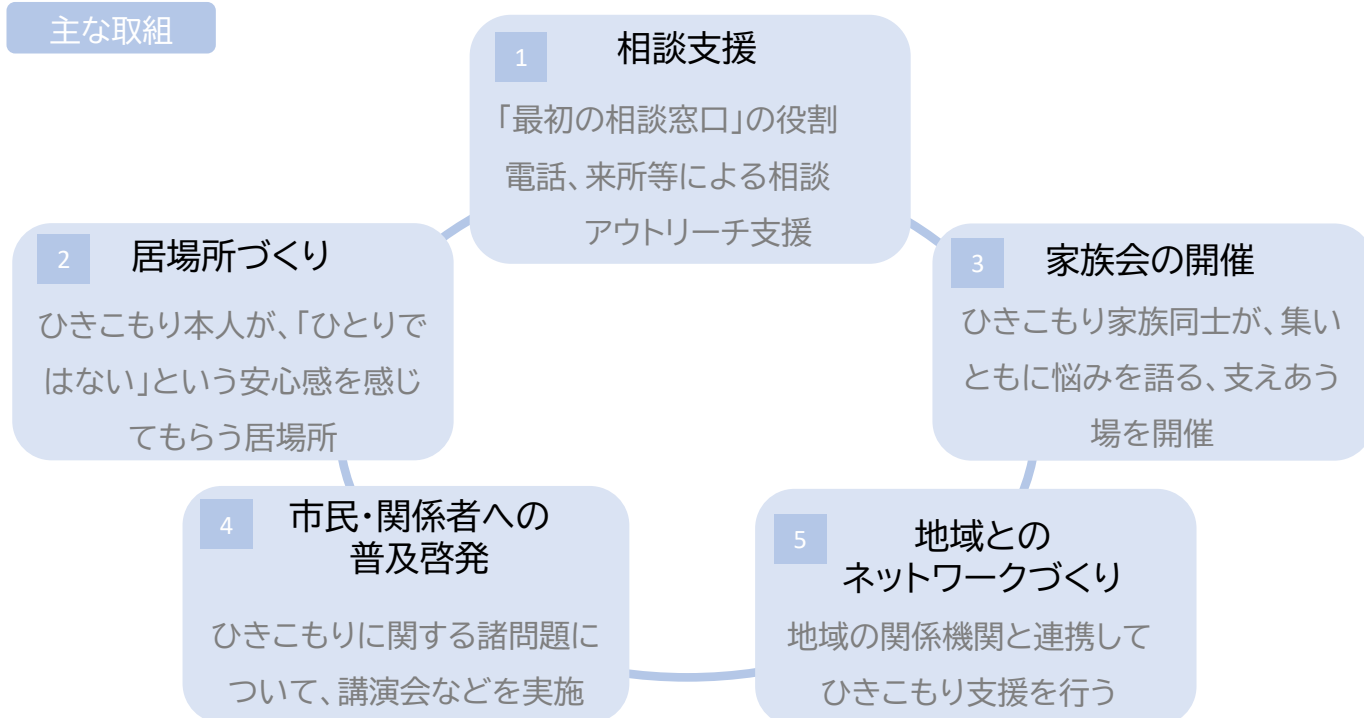 主な取組
1
相談支援
「最初の相談窓口」の役割
電話、来所等による相談
アウトリーチ支援
2
居場所づくり
ひきこもり本人が、「ひとりで
はない」という安心感を感じ
てもらう居場所
3
家族会の開催
ひきこもり家族同士が、集い
ともに悩みを語る、支えあう
場を開催
4
市民・関係者への
普及啓発
ひきこもりに関する諸問題に
ついて、講演会などを実施
5
地域との
ネットワークづくり
地域の関係機関と連携して
ひきこもり支援を行う